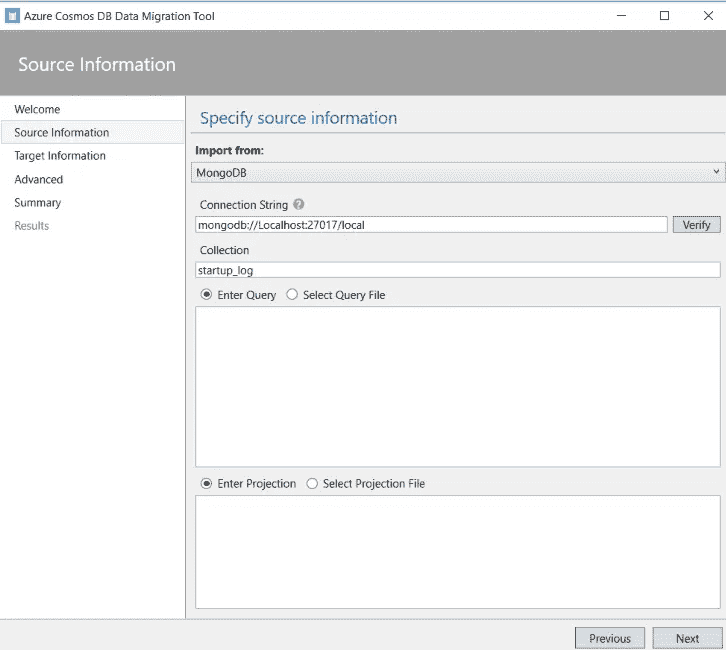 Azure Cosmos DB Data Migration Tool
Source Information
Welcome
Source Information
Target Information
Advanced
Summary
Results
Specify source information
Import from:
MongoDB
Connection String ?
mongodb://Localhost:27017/local
Verify
Collection
startup_log
Enter Query Select Query File
Enter Projection Select Projection File
Previous Next